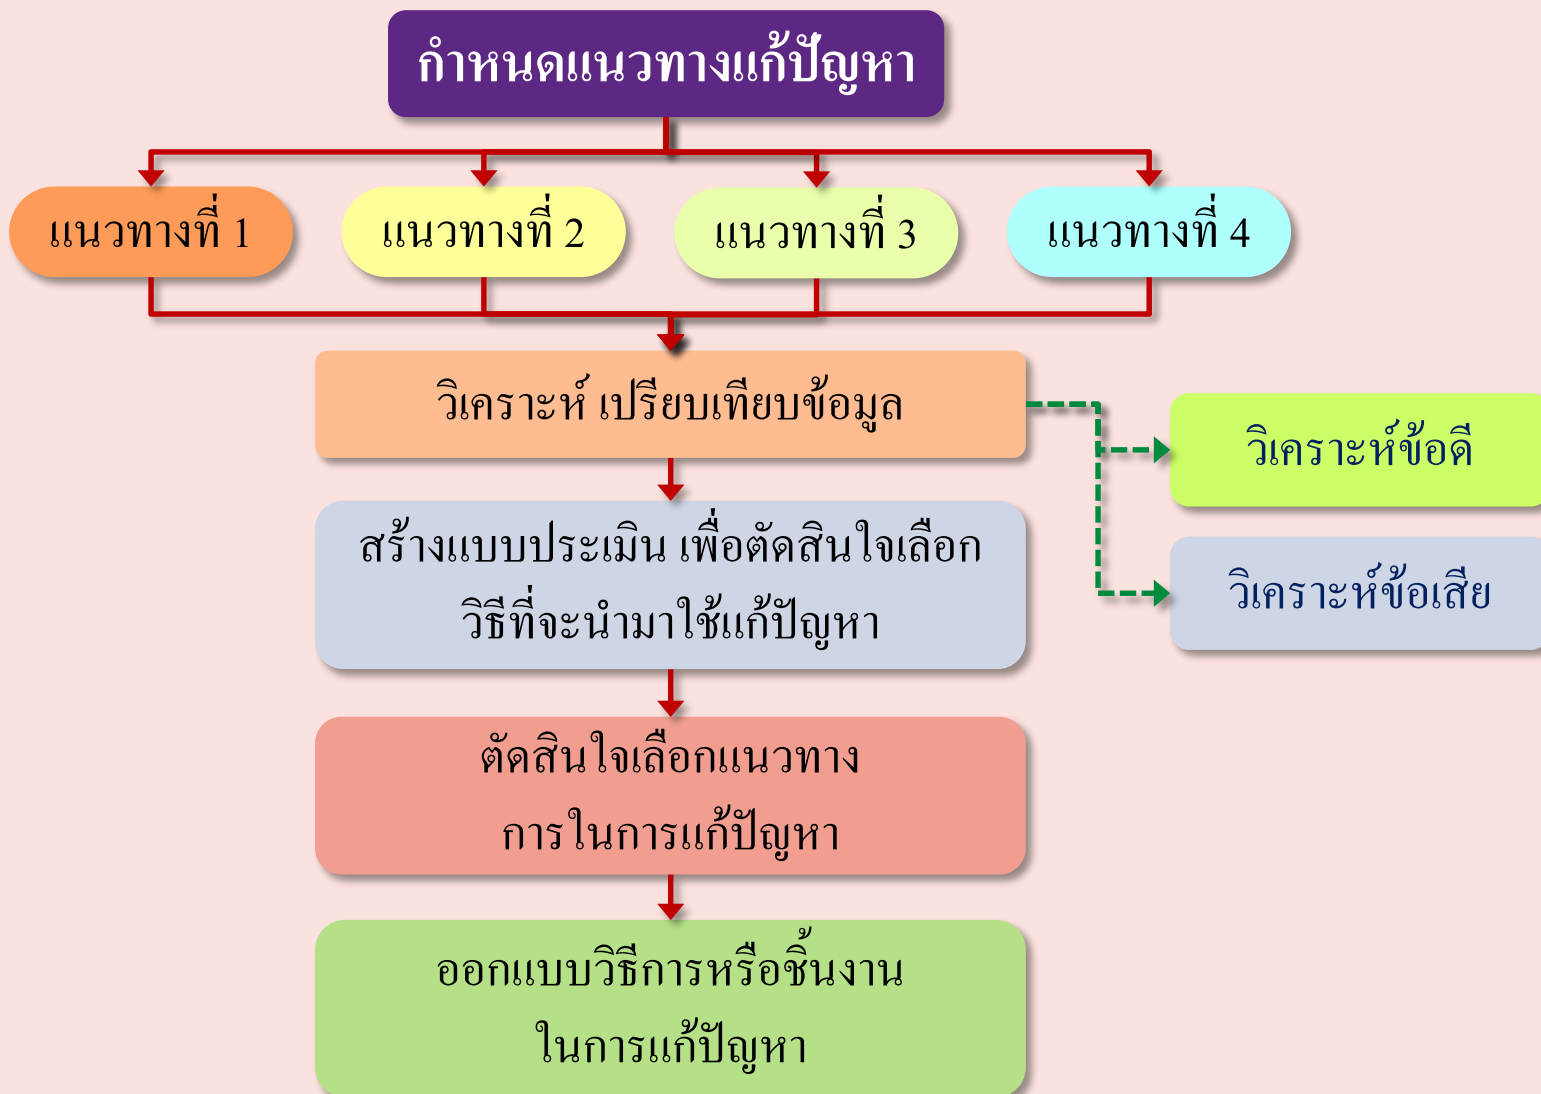 กำหนดแนวทางแก้ปัญหา
แนวทางที่ 1
แนวทางที่ 2
แนวทางที่ 3
แนวทางที่ 4
วิเคราะห์ เปรียบเทียบข้อมูล
วิเคราะห์ข้อดี
วิเคราะห์ข้อเสีย
สร้างแบบประเมิน เพื่อตัดสินใจเลือก
วิธีที่จะนำมาใช้แก้ปัญหา
ตัดสินใจเลือกแนวทาง
การในการแก้ปัญหา
ออกแบบวิธีการหรือชิ้นงาน
ในการแก้ปัญหา